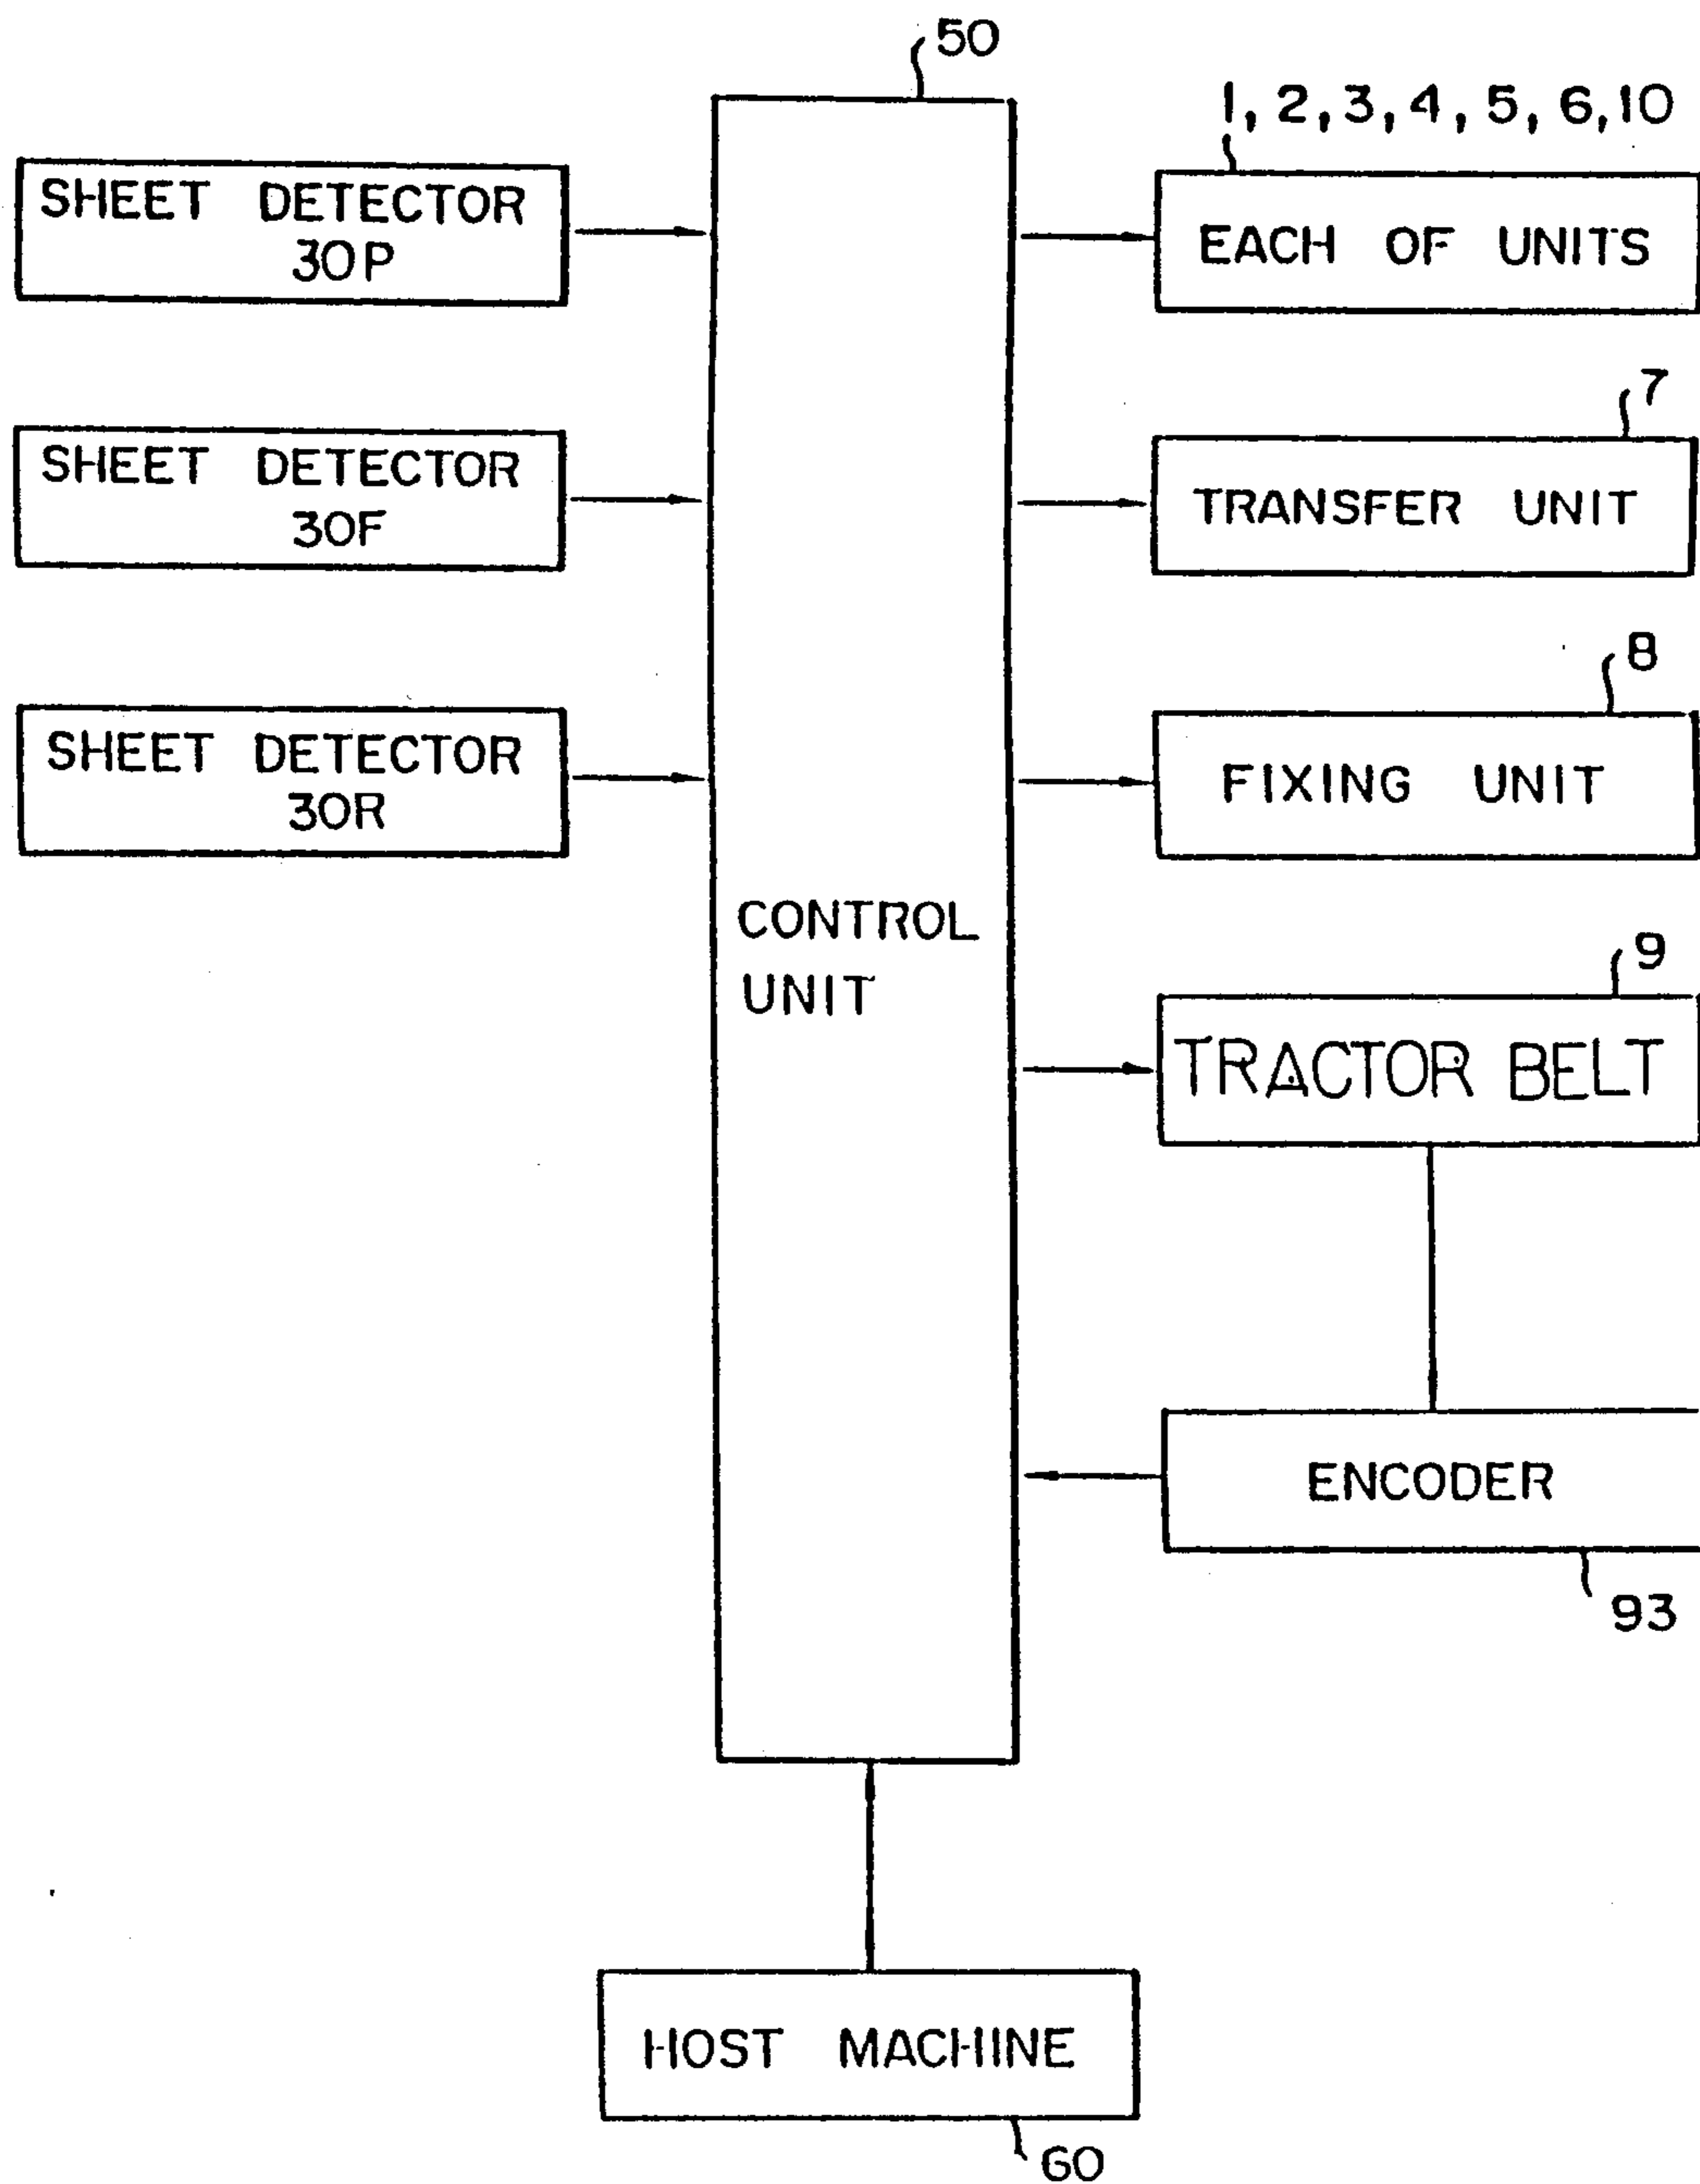 50
1, 2, 3, 4, 5, 6, 10
SHEET DETECTOR
30P
EACH OF UNITS
7
SHEET DETECTOR
30F
TRANSFER UNIT
8
SHEET DETECTOR
30R
FIXING UNIT
CONTROL
UNIT
9
TRACTOR BELT
ENCODER
93
HOST MACHINE
60